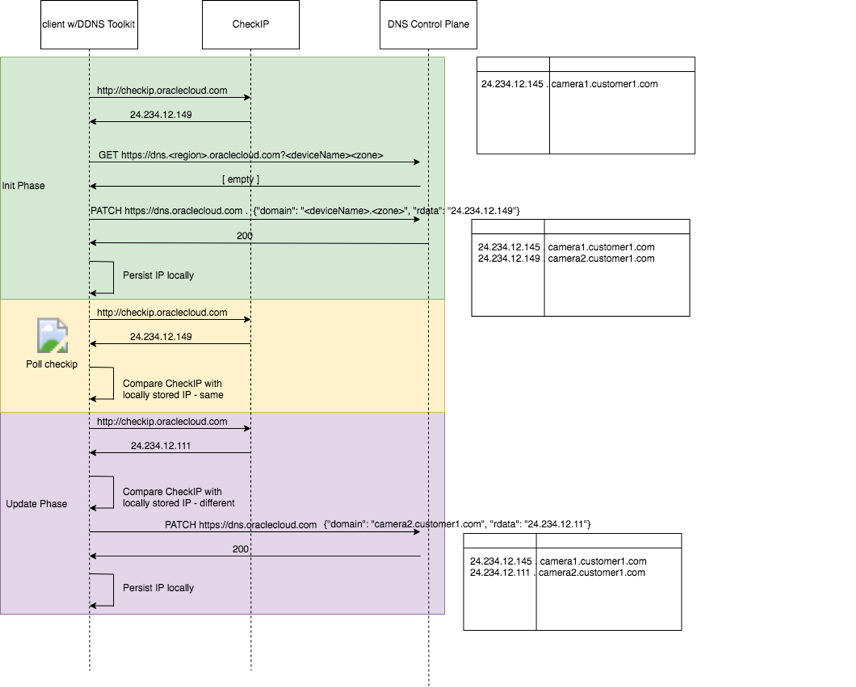 client w/DDNS Toolkit
CheckIP
DNS Control Plane
http://checkip.oraclecloud.com
24.234.12.145 . camera1.customer1.com
24.234.12.149
GET https://dns.<region>.oraclecloud.com?<deviceName><zone>
[ empty ]
Init Phase
PATCH https://dns.oraclecloud.com . {"domain": "<deviceName>.<zone>", "rdata": "24.234.12.149"}
200
24.234.12.145 . camera1.customer1.com
24.234.12.149 . camera2.customer1.com
Persist IP locally
http://checkip.oraclecloud.com
24.234.12.149
Poll checkip
Compare CheckIP with
locally stored IP - same
http://checkip.oraclecloud.com
24.234.12.111
Compare CheckIP with
locally stored IP - different
Update Phase
PATCH https://dns.oraclecloud.com {"domain": "camera2.customer1.com", "rdata": "24.234.12.11"}
200
24.234.12.145 . camera1.customer1.com
24.234.12.111 . camera2.customer1.com
Persist IP locally